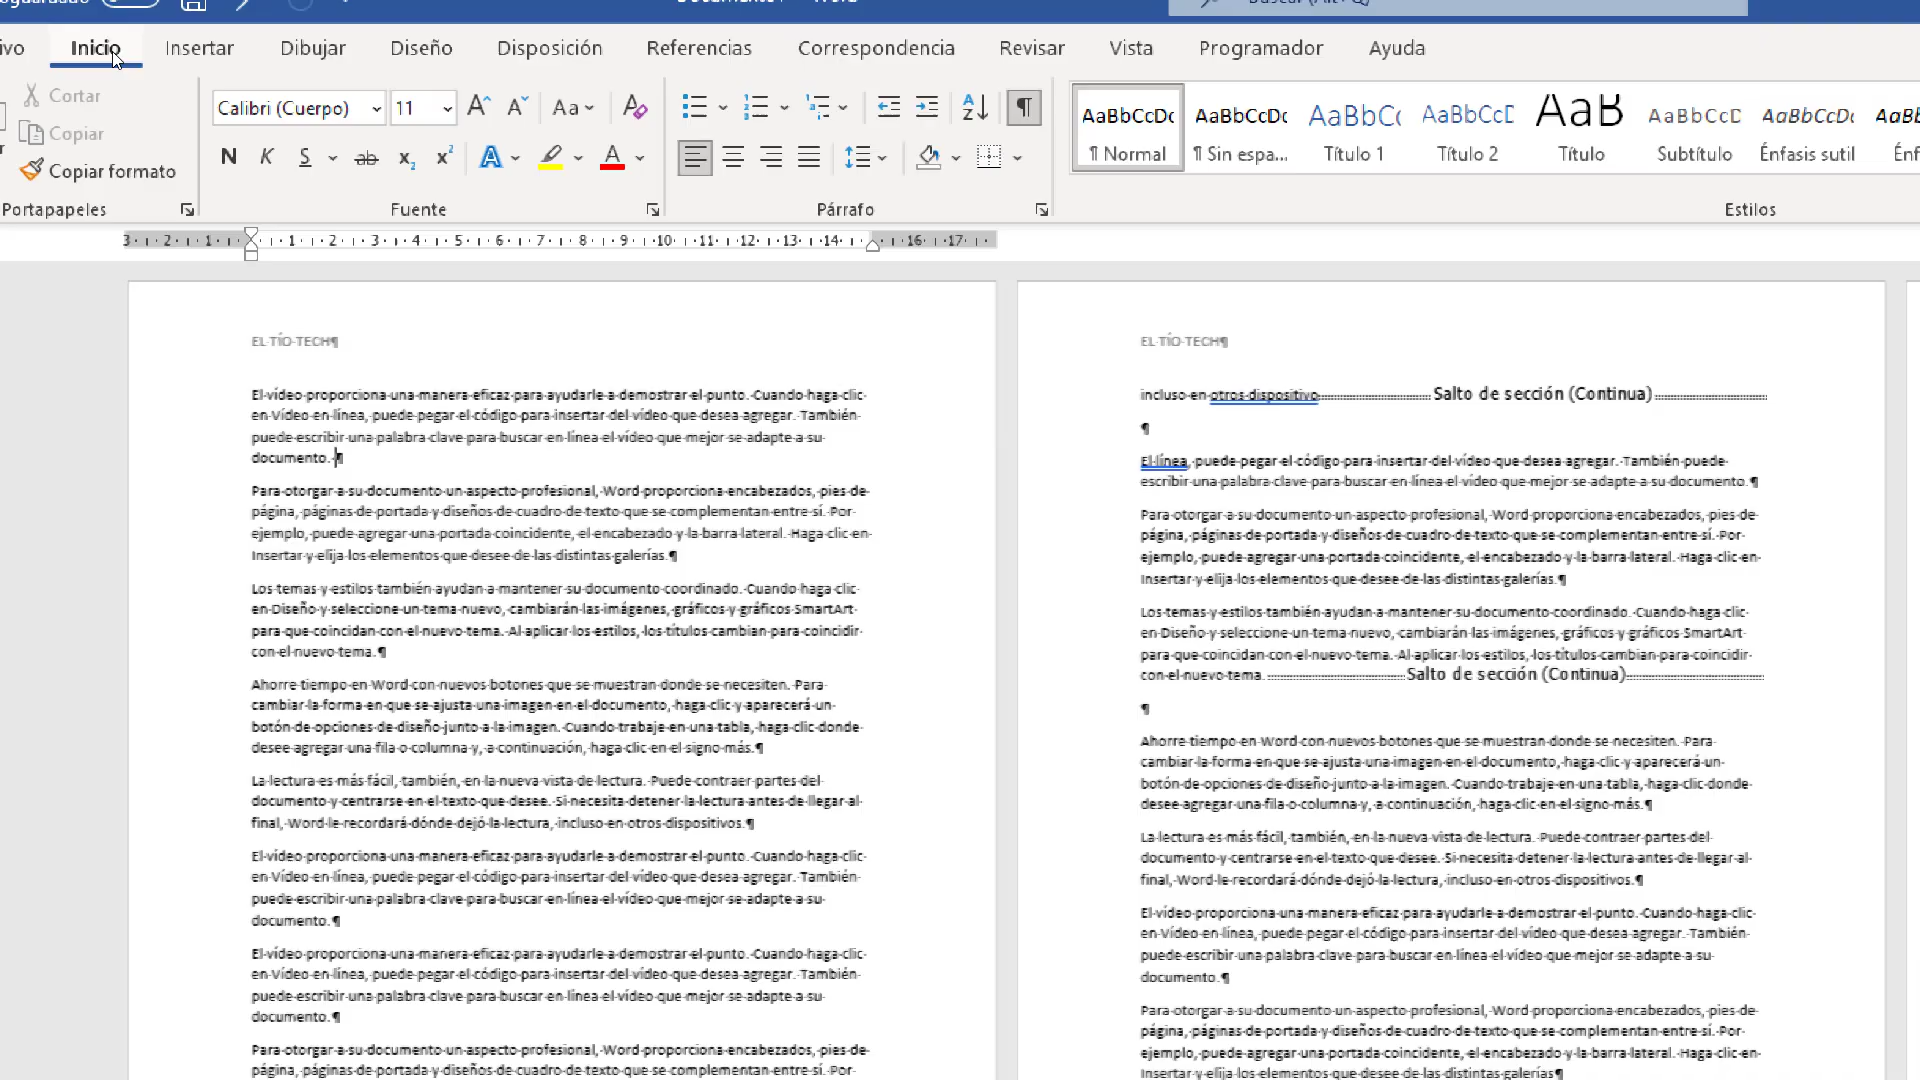 Inicio Insertar Dibujar Diseño Disposición Referencias Correspondencia Revisar Vista Programador Ayuda
Cortar
Copiar
Copiar formato
Portapapeles
Calibri (Cuerpo) 11 Aa
N K S ab x₂ x² A A
Fuente
Párrafo
AaBbCcDc AaBbCcDc AaBbCc AaBbCcD AaB AaBbCcD AaBbCcDc
¶ Normal ¶ Sin espa... Título 1 Título 2 Título Subtítulo Énfasis sutil
Estilos
3 2 1 1 2 3 4 5 6 7 8 9 10 11 12 13 14 16 17
EL·TÍO·TECH¶
El·vídeo·proporciona·una·manera·eficaz·para·ayudarle·a·demostrar·el·punto.·Cuando·haga·clic·
en·Vídeo·en·línea,·puede·pegar·el·código·para·insertar·del·vídeo·que·desea·agregar.·También·
puede·escribir·una·palabra·clave·para·buscar·en·línea·el·vídeo·que·mejor·se·adapte·a·su·
documento.·¶
Para·otorgar·a·su·documento·un·aspecto·profesional,·Word·proporciona·encabezados,·pies·de·
página,·páginas·de·portada·y·diseños·de·cuadro·de·texto·que·se·complementan·entre·sí.·Por·
ejemplo,·puede·agregar·una·portada·coincidente,·el·encabezado·y·la·barra·lateral.·Haga·clic·en·
Insertar·y·elija·los·elementos·que·desee·de·las·distintas·galerías.¶
Los·temas·y·estilos·también·ayudan·a·mantener·su·documento·coordinado.·Cuando·haga·clic·
en·Diseño·y·seleccione·un·tema·nuevo,·cambiarán·las·imágenes,·gráficos·y·gráficos·SmartArt·
para·que·coincidan·con·el·nuevo·tema.·Al·aplicar·los·estilos,·los·títulos·cambian·para·coincidir·
con·el·nuevo·tema.¶
Ahorre·tiempo·en·Word·con·nuevos·botones·que·se·muestran·donde·se·necesiten.·Para·
cambiar·la·forma·en·que·se·ajusta·una·imagen·en·el·documento,·haga·clic·y·aparecerá·un·
botón·de·opciones·de·diseño·junto·a·la·imagen.·Cuando·trabaje·en·una·tabla,·haga·clic·donde·
desee·agregar·una·fila·o·columna·y,·a·continuación,·haga·clic·en·el·signo·más.¶
La·lectura·es·más·fácil,·también,·en·la·nueva·vista·de·lectura.·Puede·contraer·partes·del·
documento·y·centrarse·en·el·texto·que·desee.·Si·necesita·detener·la·lectura·antes·de·llegar·al·
final,·Word·le·recordará·dónde·dejó·la·lectura,·incluso·en·otros·dispositivos.¶
El·vídeo·proporciona·una·manera·eficaz·para·ayudarle·a·demostrar·el·punto.·Cuando·haga·clic·
en·Vídeo·en·línea,·puede·pegar·el·código·para·insertar·del·vídeo·que·desea·agregar.·También·
puede·escribir·una·palabra·clave·para·buscar·en·línea·el·vídeo·que·mejor·se·adapte·a·su·
documento.¶
El·vídeo·proporciona·una·manera·eficaz·para·ayudarle·a·demostrar·el·punto.·Cuando·haga·clic·
en·Vídeo·en·línea,·puede·pegar·el·código·para·insertar·del·vídeo·que·desea·agregar.·También·
puede·escribir·una·palabra·clave·para·buscar·en·línea·el·vídeo·que·mejor·se·adapte·a·su·
documento.¶
Para·otorgar·a·su·documento·un·aspecto·profesional,·Word·proporciona·encabezados,·pies·de·
página,·páginas·de·portada·y·diseños·de·cuadro·de·texto·que·se·complementan·entre·sí.·Por·
EL·TÍO·TECH¶
incluso·en·otros·dispositivo Salto de sección (Continua)
¶
El·línea,·puede·pegar·el·código·para·insertar·del·vídeo·que·desea·agregar.·También·puede·
escribir·una·palabra·clave·para·buscar·en·línea·el·vídeo·que·mejor·se·adapte·a·su·documento.¶
Para·otorgar·a·su·documento·un·aspecto·profesional,·Word·proporciona·encabezados,·pies·de·
página,·páginas·de·portada·y·diseños·de·cuadro·de·texto·que·se·complementan·entre·sí.·Por·
ejemplo,·puede·agregar·una·portada·coincidente,·el·encabezado·y·la·barra·lateral.·Haga·clic·en·
Insertar·y·elija·los·elementos·que·desee·de·las·distintas·galerías.¶
Los·temas·y·estilos·también·ayudan·a·mantener·su·documento·coordinado.·Cuando·haga·clic·
en·Diseño·y·seleccione·un·tema·nuevo,·cambiarán·las·imágenes,·gráficos·y·gráficos·SmartArt·
para·que·coincidan·con·el·nuevo·tema.·Al·aplicar·los·estilos,·los·títulos·cambian·para·coincidir·
con·el·nuevo·tema.· Salto de sección (Continua)
¶
Ahorre·tiempo·en·Word·con·nuevos·botones·que·se·muestran·donde·se·necesiten.·Para·
cambiar·la·forma·en·que·se·ajusta·una·imagen·en·el·documento,·haga·clic·y·aparecerá·un·
botón·de·opciones·de·diseño·junto·a·la·imagen.·Cuando·trabaje·en·una·tabla,·haga·clic·donde·
desee·agregar·una·fila·o·columna·y,·a·continuación,·haga·clic·en·el·signo·más.¶
La·lectura·es·más·fácil,·también,·en·la·nueva·vista·de·lectura.·Puede·contraer·partes·del·
documento·y·centrarse·en·el·texto·que·desee.·Si·necesita·detener·la·lectura·antes·de·llegar·al·
final,·Word·le·recordará·dónde·dejó·la·lectura,·incluso·en·otros·dispositivos.¶
El·vídeo·proporciona·una·manera·eficaz·para·ayudarle·a·demostrar·el·punto.·Cuando·haga·clic·
en·Vídeo·en·línea,·puede·pegar·el·código·para·insertar·del·vídeo·que·desea·agregar.·También·
puede·escribir·una·palabra·clave·para·buscar·en·línea·el·vídeo·que·mejor·se·adapte·a·su·
documento.¶
Para·otorgar·a·su·documento·un·aspecto·profesional,·Word·proporciona·encabezados,·pies·de·
página,·páginas·de·portada·y·diseños·de·cuadro·de·texto·que·se·complementan·entre·sí.·Por·
ejemplo,·puede·agregar·una·portada·coincidente,·el·encabezado·y·la·barra·lateral.·Haga·clic·en·
Insertar·y·elija·los·elementos·que·desee·de·las·distintas·galerías¶